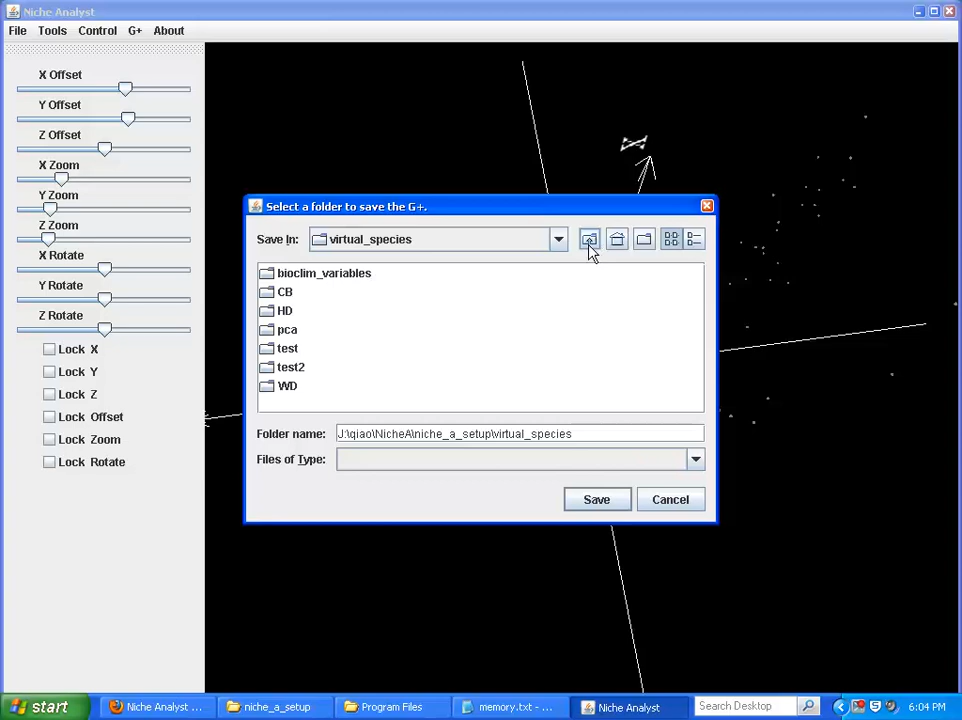 Niche Analyst
File Tools Control G+ About
X Offset
Y Offset
Z Offset
X Zoom
Y Zoom
Z Zoom
X Rotate
Y Rotate
Z Rotate
Lock X
Lock Y
Lock Z
Lock Offset
Lock Zoom
Lock Rotate
Select a folder to save the G+.
Save In: virtual_species
bioclim_variables
CB
HD
pca
test
test2
WD
Folder name: J:\qiao\NicheA\niche_a_setup\virtual_species
Files of Type:
Save Cancel
start Niche Analyst ... niche_a_setup Program Files memory.txt - ... Niche Analyst Search Desktop 6:04 PM